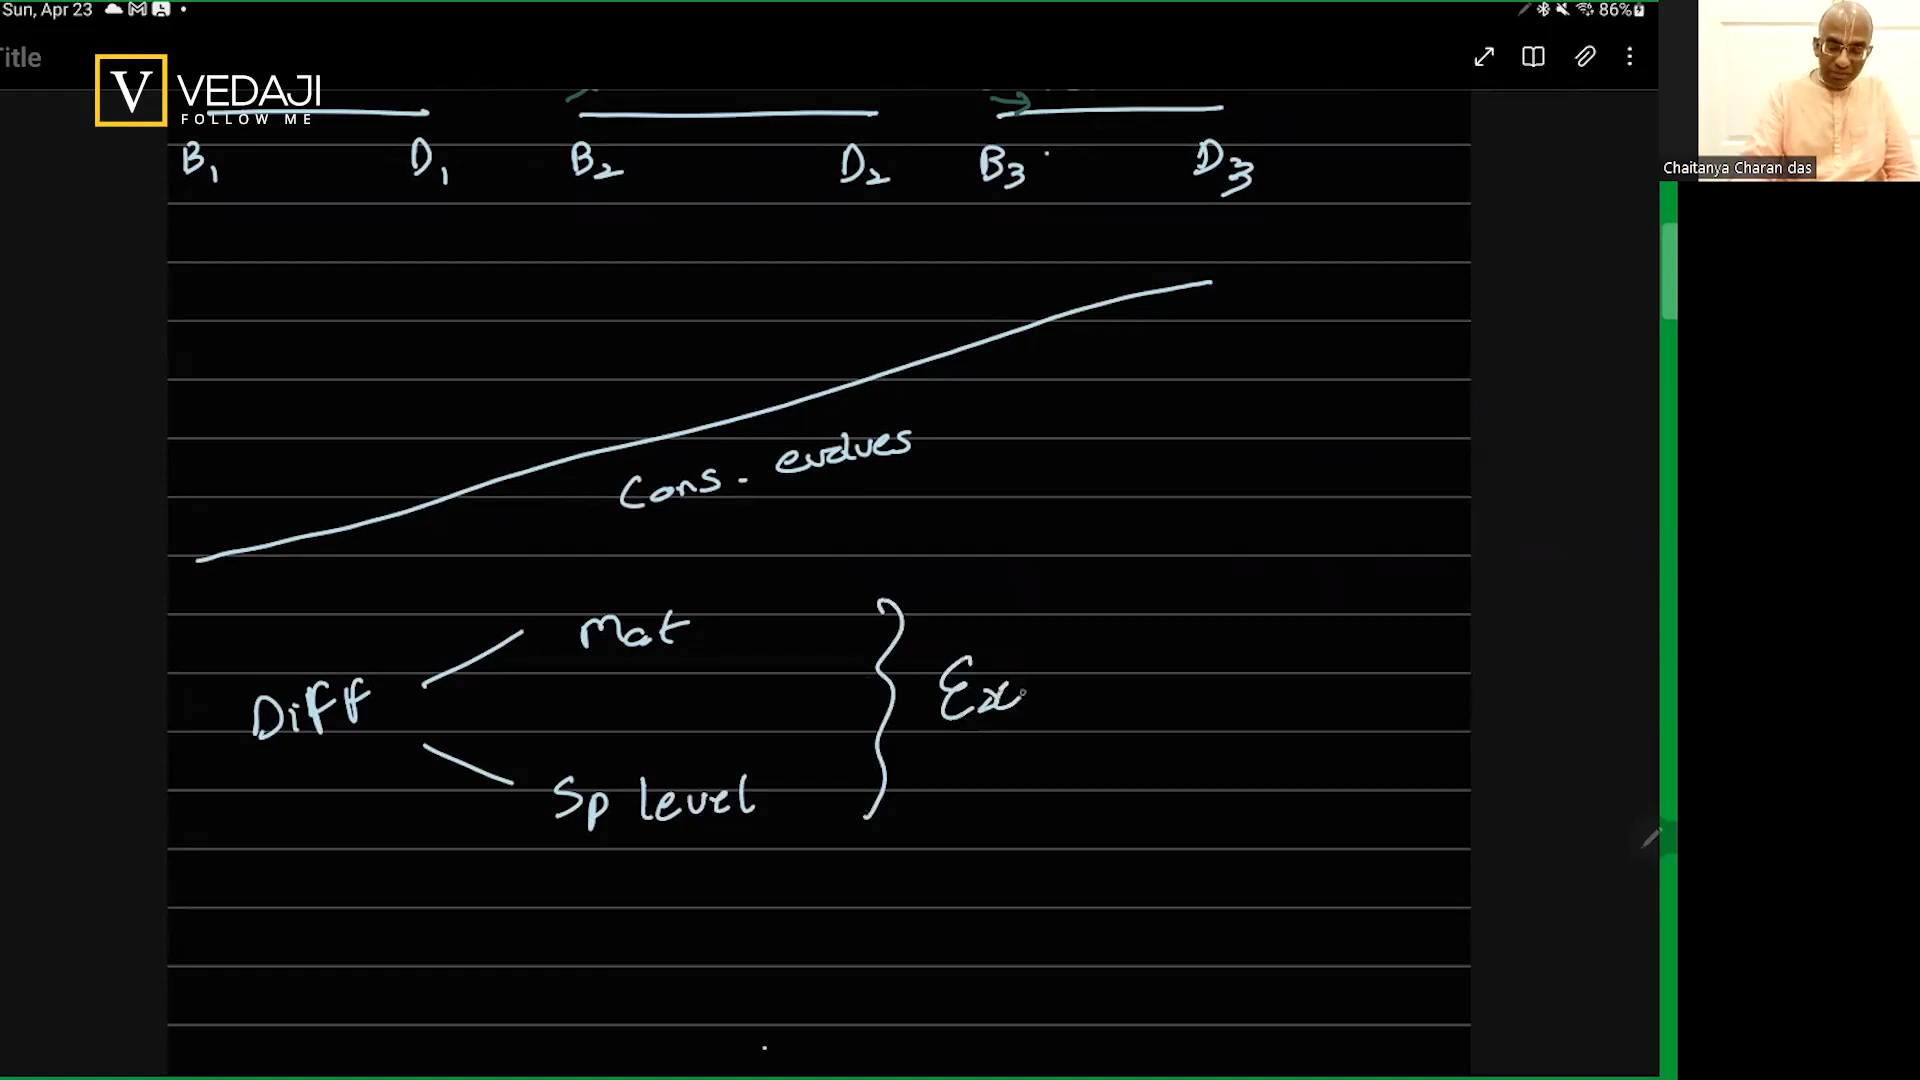 Sun, Apr 23
86%
Title
V VEDAJI
FOLLOW ME
Chaitanya Charan das
B1 D1 B2 D2 B3 D3
Cons. evolves
Mat
Diff
Ex
Sp level